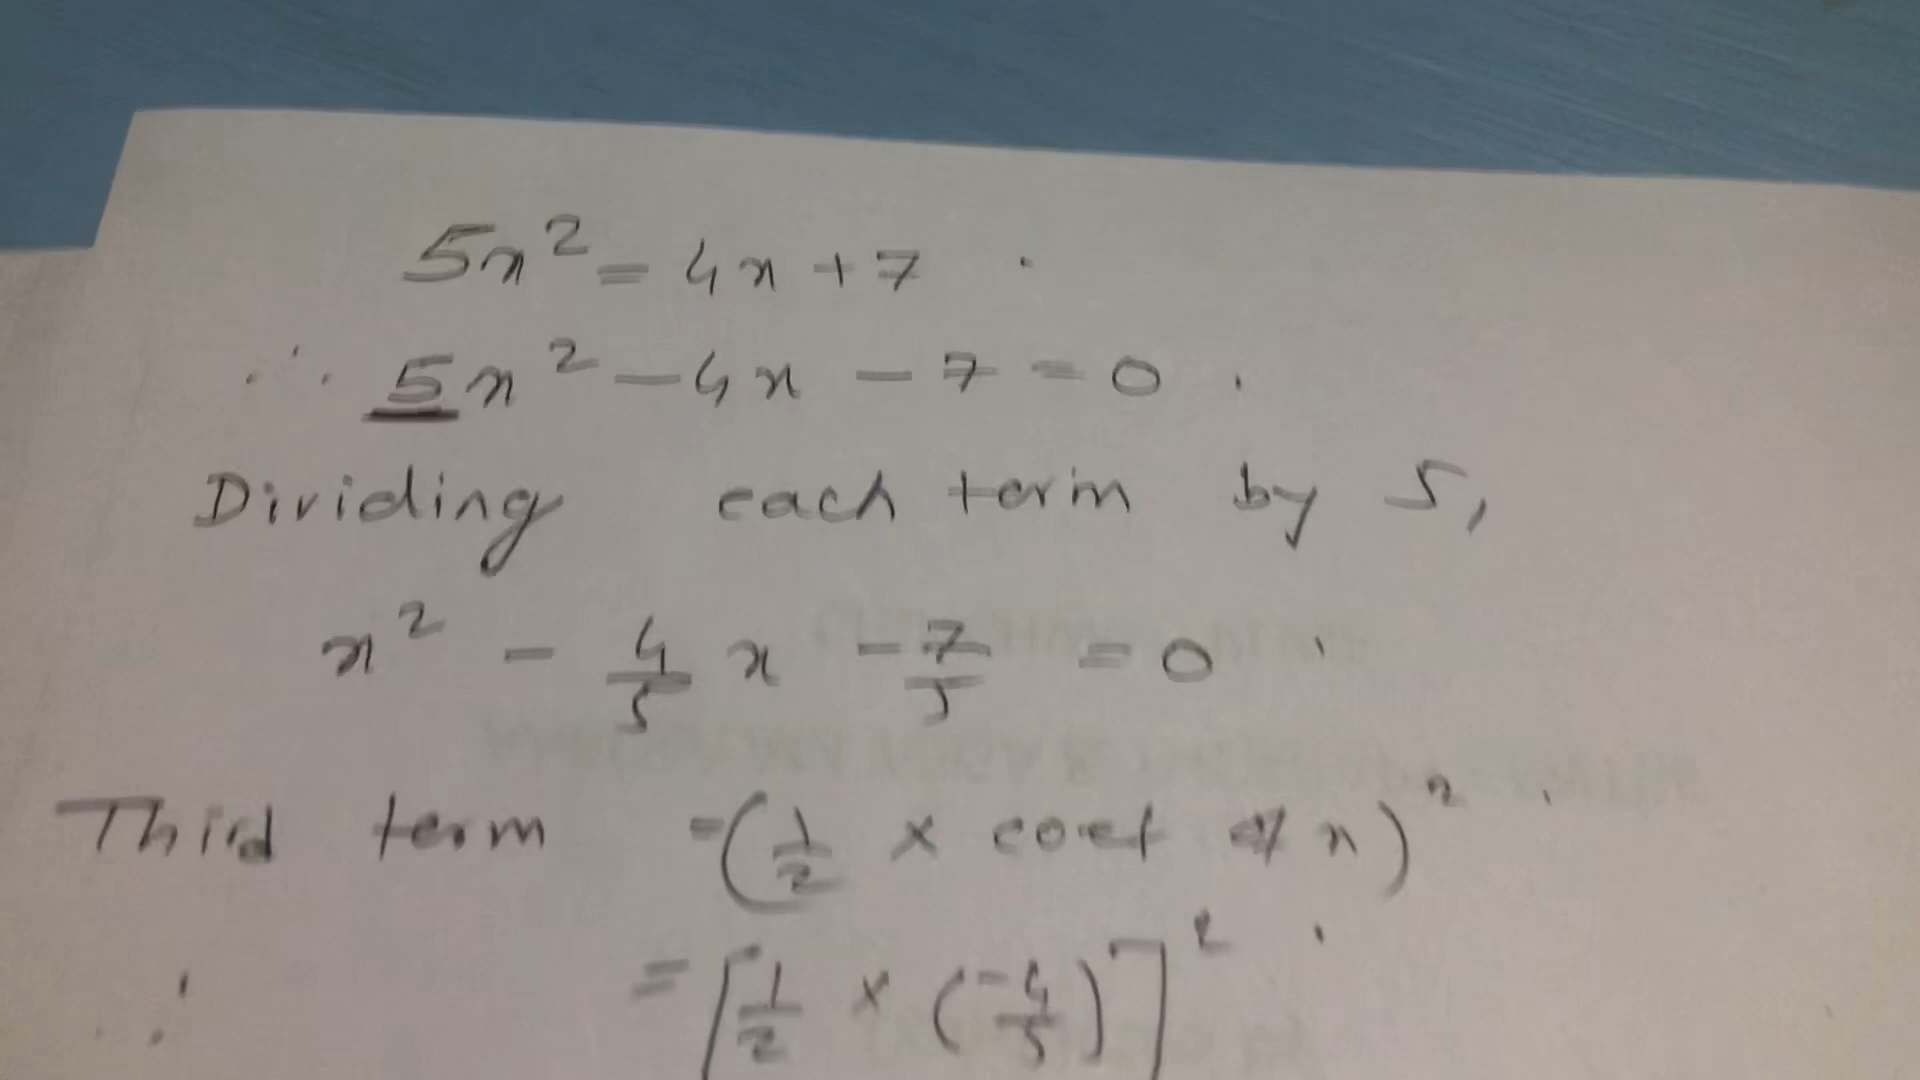 5x² = 4x + 7 .
∴ 5x² - 4x - 7 = 0 .
Dividing each term by 5,
x² - 4/5 x - 7/5 = 0 .
Third term = (1/2 × coef of x)² .
∴ = [1/2 × (-4/5)]² .